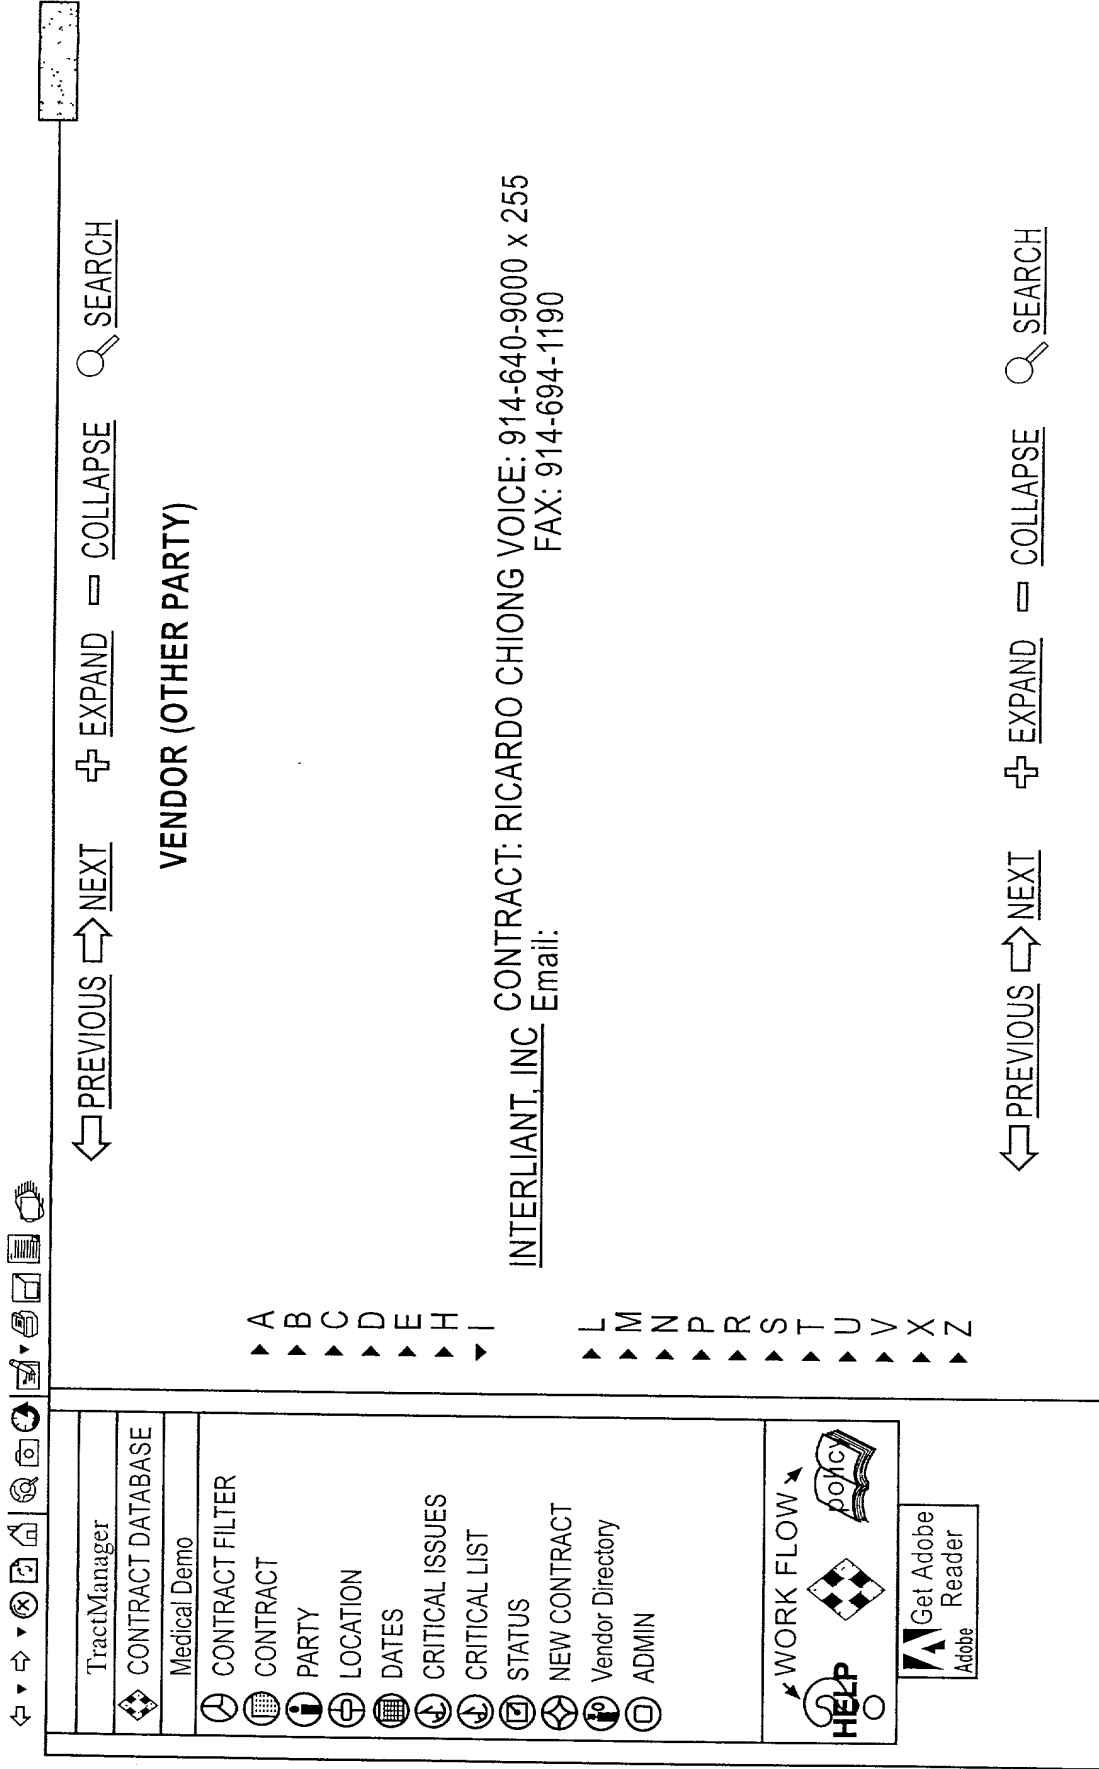 TractManager
CONTRACT DATABASE
Medical Demo
CONTRACT FILTER
CONTRACT
PARTY
LOCATION
DATES
CRITICAL ISSUES
CRITICAL LIST
STATUS
NEW CONTRACT
Vendor Directory
ADMIN
WORK FLOW
HELP
policy
Get Adobe
Reader
Adobe
PREVIOUS NEXT EXPAND COLLAPSE SEARCH
VENDOR (OTHER PARTY)
A
B
C
D
E
H
I
INTERLIANT, INC CONTRACT: RICARDO CHIONG VOICE: 914-640-9000 x 255
Email: FAX: 914-694-1190
L
M
N
P
R
S
T
U
V
X
Z
PREVIOUS NEXT EXPAND COLLAPSE SEARCH